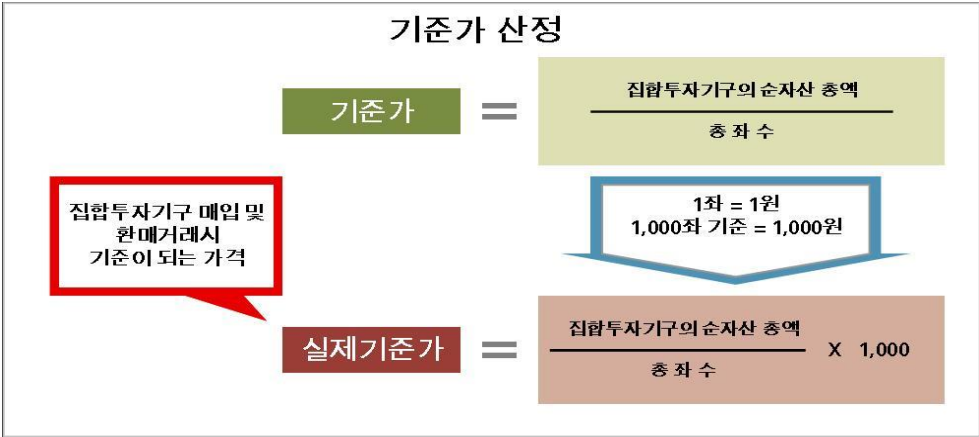 기준가 산정
기준가 =
집합투자기구의 순자산 총액
총 좌 수
집합투자기구 매입 및
환매거래시
기준이 되는 가격
1좌 = 1원
1,000좌 기준 = 1,000원
실제기준가 =
집합투자기구의 순자산 총액
총 좌 수
X 1,000